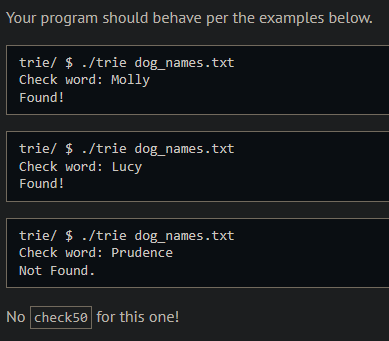 Your program should behave per the examples below.
trie/ $ ./trie dog_names.txt
Check word: Molly
Found!
trie/ $ ./trie dog_names.txt
Check word: Lucy
Found!
trie/ $ ./trie dog_names.txt
Check word: Prudence
Not Found.
No check50 for this one!